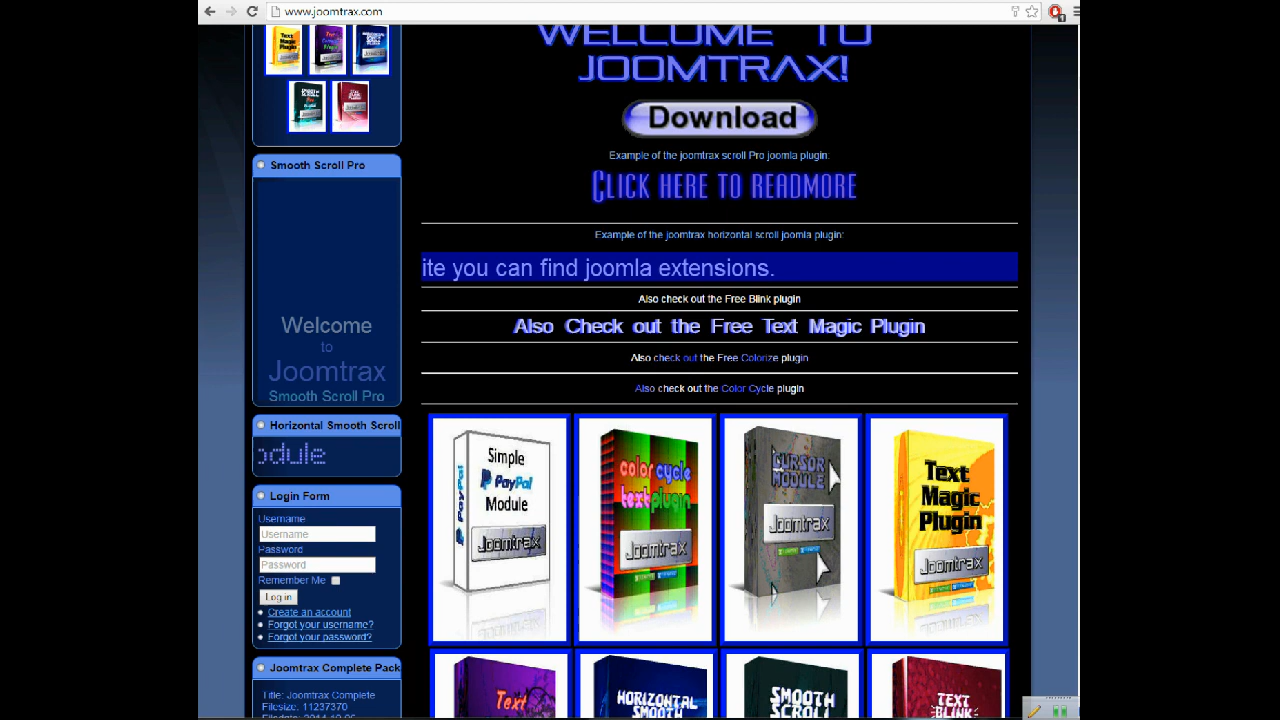 www.joomtrax.com
Text
Magic
Plugin
WELLCOME TO
JOOMTRAX!
Download
Example of the joomtrax scroll Pro joomla plugin:
CLICK HERE TO READMORE
Example of the joomtrax horizontal scroll joomla plugin:
ite you can find joomla extensions.
Also check out the Free Blink plugin
Also Check out the Free Text Magic Plugin
Also check out the Free Colorize plugin
Also check out the Color Cycle plugin
Smooth Scroll Pro
Welcome
to
Joomtrax
Smooth Scroll Pro
Horizontal Smooth Scroll
odule
Login Form
Username
Username
Password
Password
Remember Me
Log in
Create an account
Forgot your username?
Forgot your password?
Joomtrax Complete Pack
Title: Joomtrax Complete
Filesize: 11237370
Simple
PayPal
Module
PayPal
Joomtrax
color cycle
text plugin
Joomtrax
CURSOR
MODULE
Joomtrax
Text
Magic
Plugin
Joomtrax
Text
HORIZONTAL
SMOOTH
SMOOTH
SCROLL
TEXT
BLINK